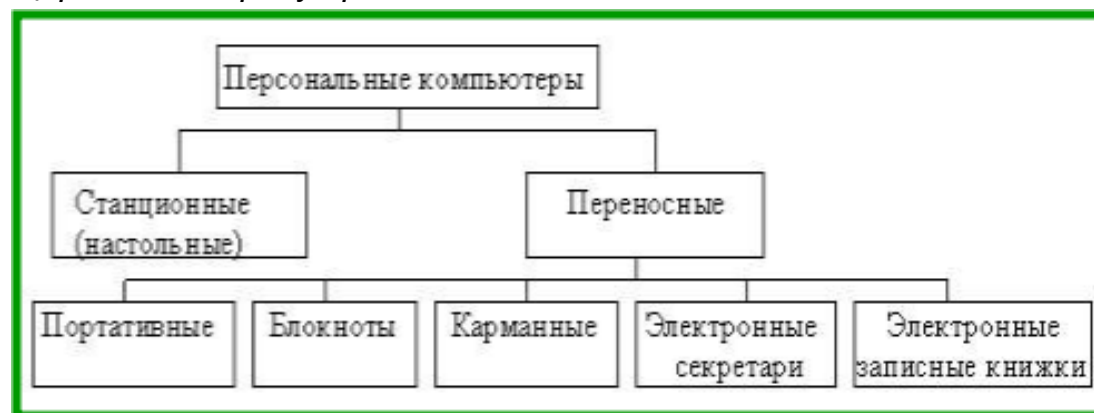 Персональные компьютеры
Станционные
(настольные)
Переносные
Портативные
Блокноты
Карманные
Электронные
секретари
Электронные
записные книжки